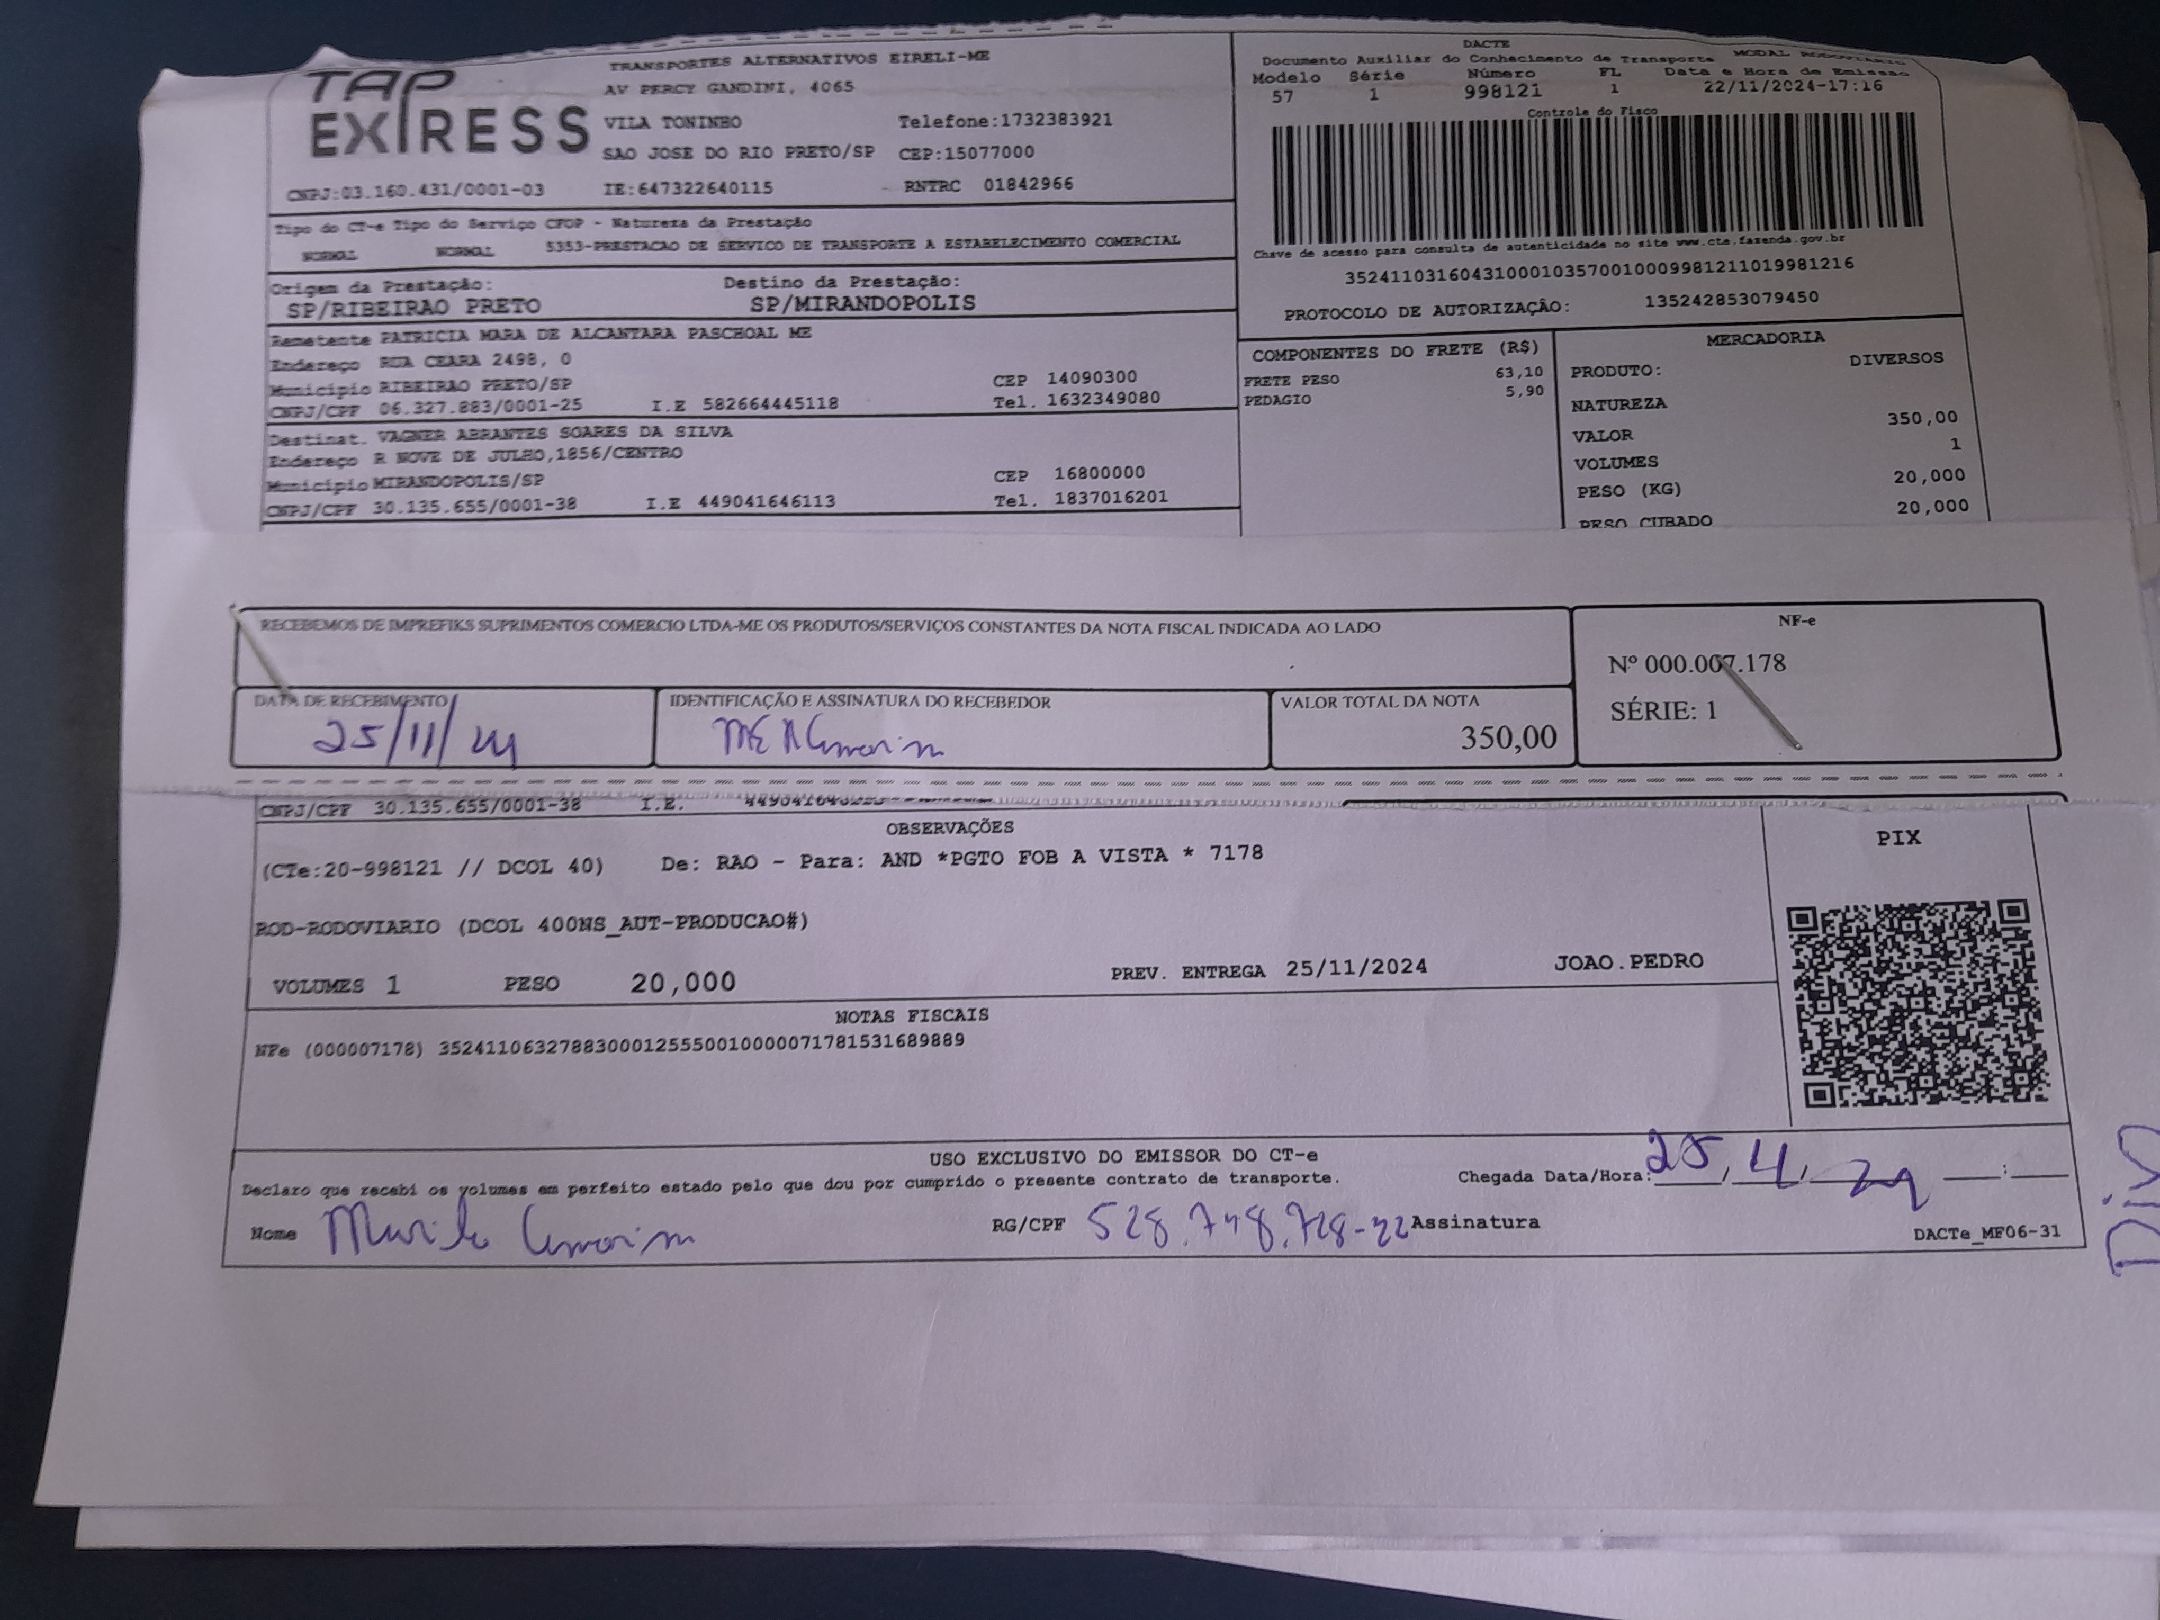 TAP EXPRESS
TRANSPORTES ALTERNATIVOS EIRELI-ME
AV PERCY GANDINI, 4065
VILA TONINHO Telefone:1732383921
SAO JOSE DO RIO PRETO/SP CEP:15077000
CNPJ:03.160.431/0001-03 IE:647322640115 - RNTRC 01842966
Tipo do CT-e Tipo do Serviço CFOP - Natureza da Prestação
NORMAL NORMAL 5353-PRESTACAO DE SERVICO DE TRANSPORTE A ESTABELECIMENTO COMERCIAL
Origem da Prestação: Destino da Prestação:
SP/RIBEIRAO PRETO SP/MIRANDOPOLIS
Remetente PATRICIA MARA DE ALCANTARA PASCHOAL ME
Endereço RUA CEARA 2498, 0
Município RIBEIRAO PRETO/SP CEP 14090300
CNPJ/CPF 06.327.883/0001-25 I.E 582664445118 Tel. 1632349080
Destinat. VAGNER ABRANTES SOARES DA SILVA
Endereço R NOVE DE JULHO,1856/CENTRO
Município MIRANDOPOLIS/SP CEP 16800000
CNPJ/CPF 30.135.655/0001-38 I.E 449041646113 Tel. 1837016201
DACTE
Documento Auxiliar do Conhecimento de Transporte MODAL RODOVIARIO
Modelo Série Número FL Data e Hora de Emissao
57 1 998121 1 22/11/2024-17:16
Controle do Fisco
Chave de acesso para consulta de autenticidade no site www.cte.fazenda.gov.br
35241103160431000103570010009981211019981216
PROTOCOLO DE AUTORIZAÇÂO: 135242853079450
COMPONENTES DO FRETE (R$)
FRETE PESO 63,10
PEDAGIO 5,90
MERCADORIA
PRODUTO: DIVERSOS
NATUREZA
VALOR 350,00
VOLUMES 1
PESO (KG) 20,000
PESO CUBADO 20,000
RECEBEMOS DE IMPREFIKS SUPRIMENTOS COMERCIO LTDA-ME OS PRODUTOS/SERVIÇOS CONSTANTES DA NOTA FISCAL INDICADA AO LADO
DATA DE RECEBIMENTO
25/11/24
IDENTIFICAÇÃO E ASSINATURA DO RECEBEDOR
VALOR TOTAL DA NOTA
350,00
NF-e
Nº 000.007.178
SÉRIE: 1
CNPJ/CPF 30.135.655/0001-38 I.E.
OBSERVAÇÕES
(CTe:20-998121 // DCOL 40) De: RAO - Para: AND *PGTO FOB A VISTA * 7178
ROD-RODOVIARIO (DCOL 400NS_AUT-PRODUCAO#)
VOLUMES 1 PESO 20,000 PREV. ENTREGA 25/11/2024 JOAO.PEDRO
PIX
NOTAS FISCAIS
NFe (000007178) 35241106327883000125550010000071781531689889
USO EXCLUSIVO DO EMISSOR DO CT-e
Declaro que recebi os volumes em perfeito estado pelo que dou por cumprido o presente contrato de transporte. Chegada Data/Hora: 25/11/24 :
Nome Murilo Amorim RG/CPF 528.748.728-22 Assinatura
DACTe_MF06-31